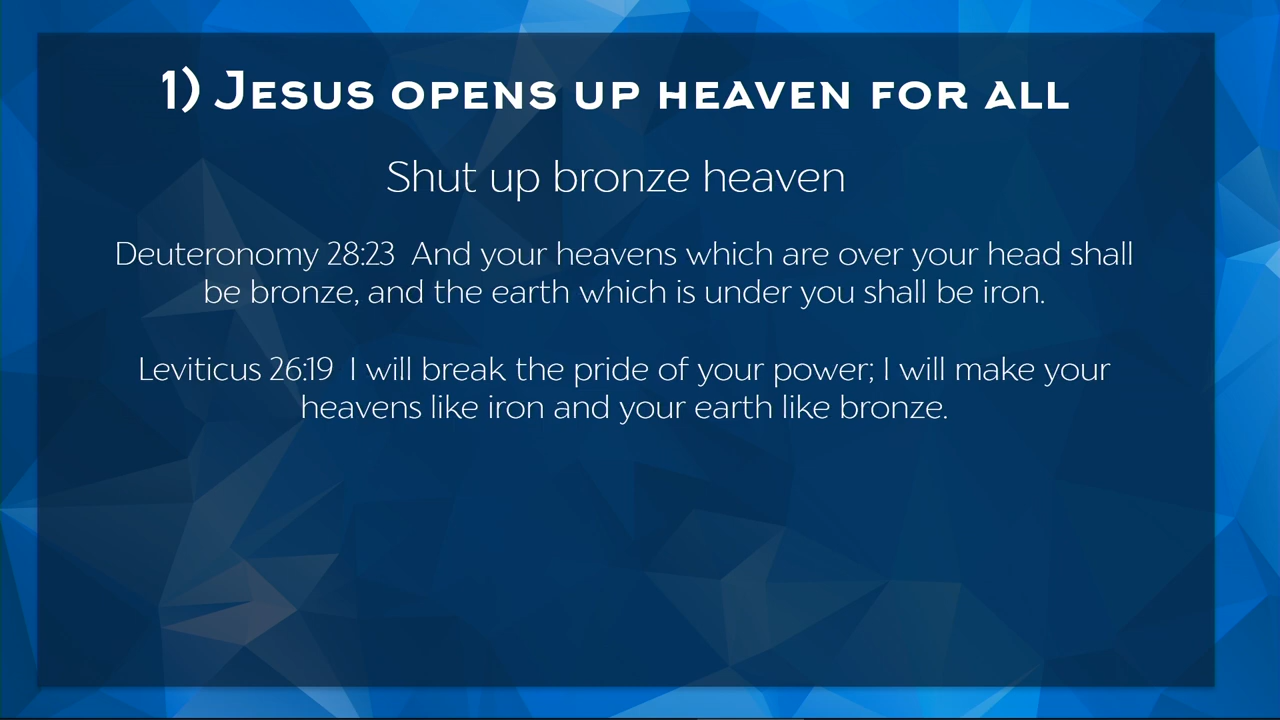 1) Jesus opens up heaven for all
Shut up bronze heaven
Deuteronomy 28:23  And your heavens which are over your head shall
be bronze, and the earth which is under you shall be iron.
Leviticus 26:19  I will break the pride of your power; I will make your
heavens like iron and your earth like bronze.